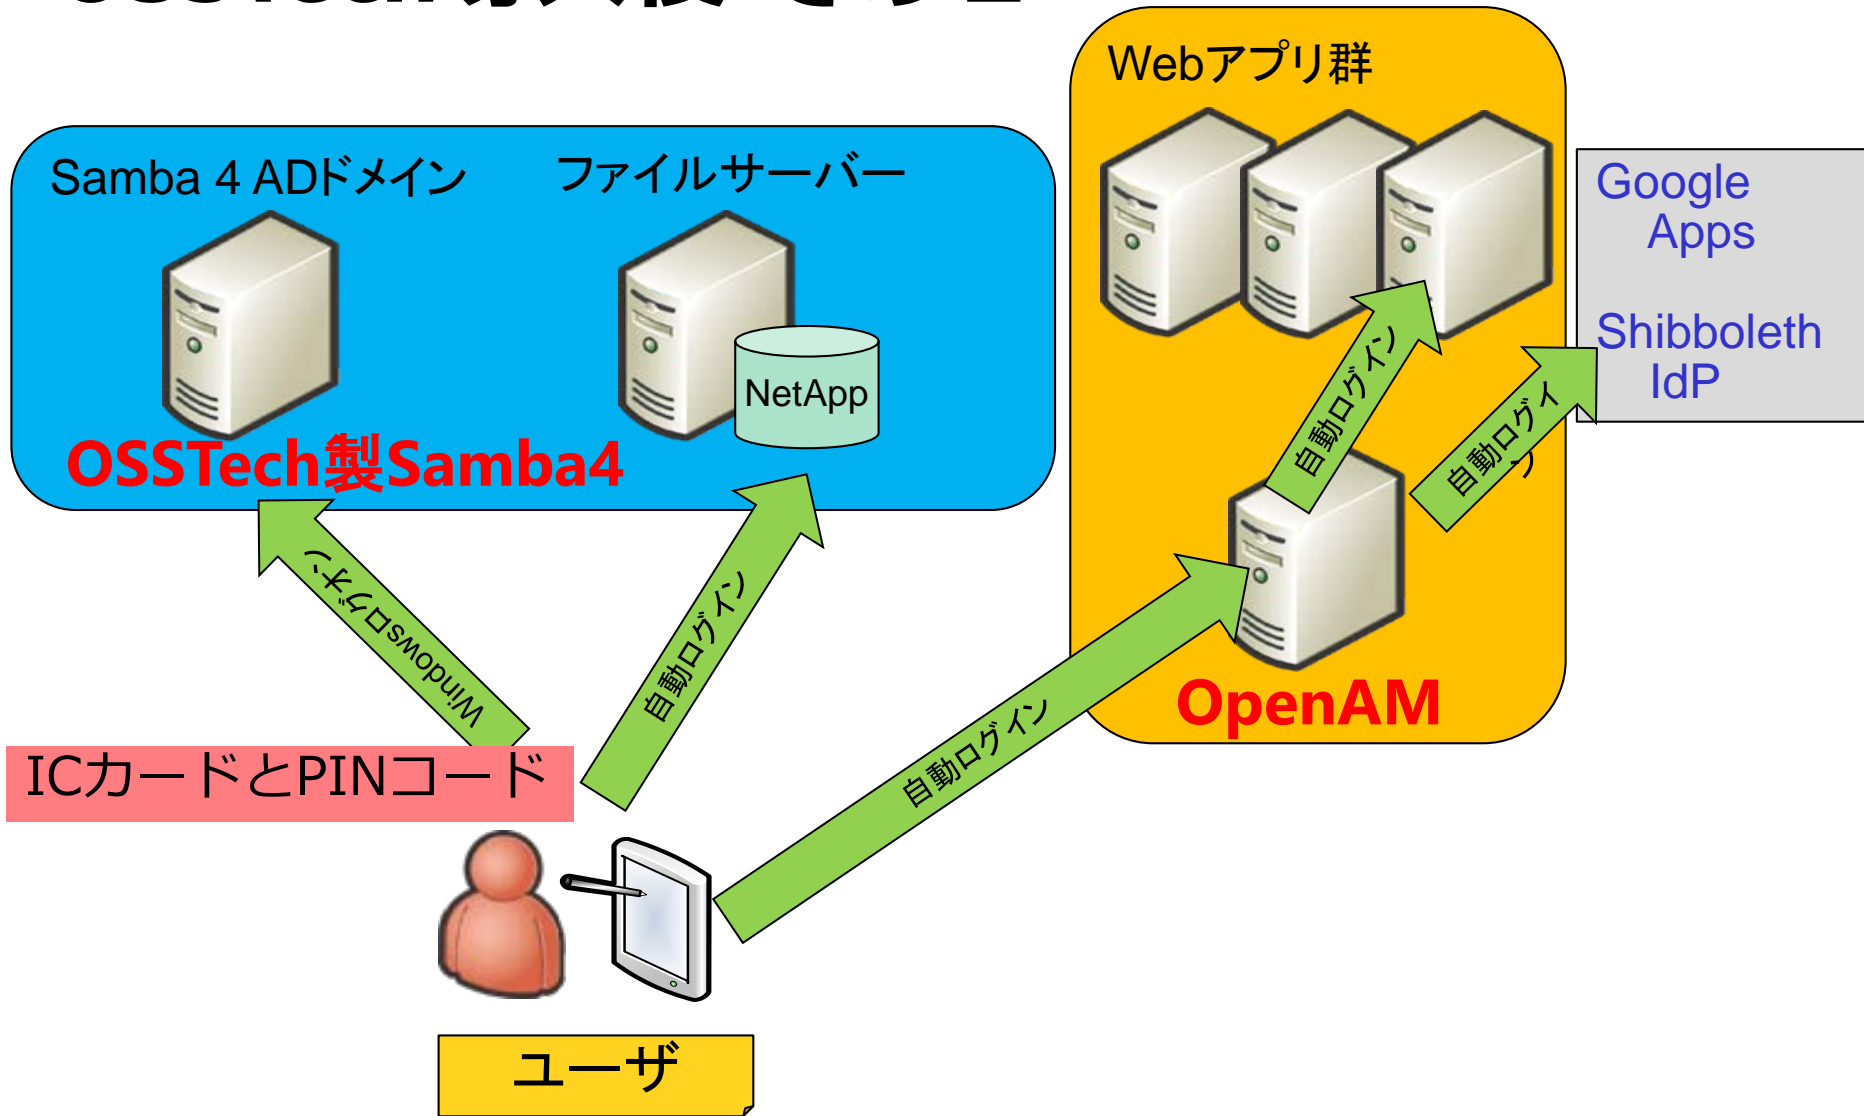 Webアプリ群
Samba 4 ADドメイン
ファイルサーバー
Google
Apps
Shibboleth
IdP
NetApp
OSSTech製Samba4
自動ログイン
自動ログイン
Windowsログオン
自動ログイン
自動ログイン
OpenAM
ICカードとPINコード
ユーザ